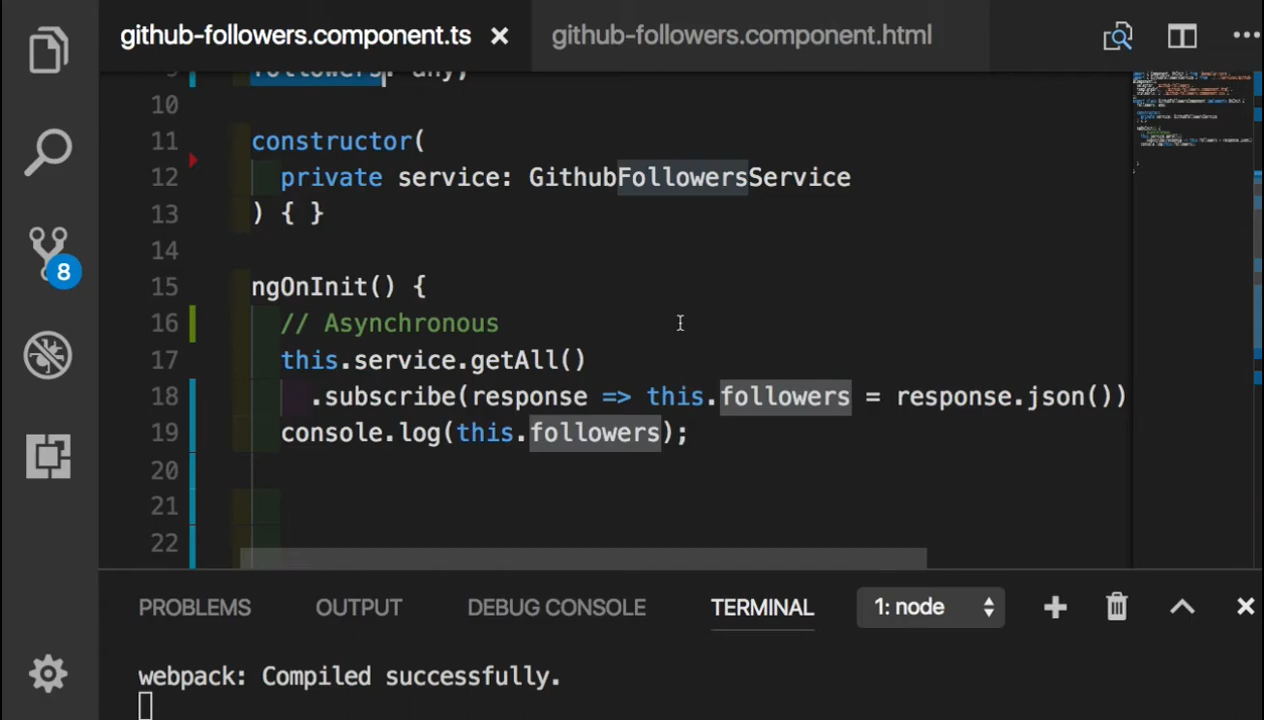 github-followers.component.ts
github-followers.component.html
followers: any;
10
11 constructor(
12 private service: GithubFollowersService
13 ) { }
14
15 ngOnInit() {
16 // Asynchronous
17 this.service.getAll()
18 .subscribe(response => this.followers = response.json())
19 console.log(this.followers);
20
21
22
8
PROBLEMS OUTPUT DEBUG CONSOLE TERMINAL 1: node
webpack: Compiled successfully.